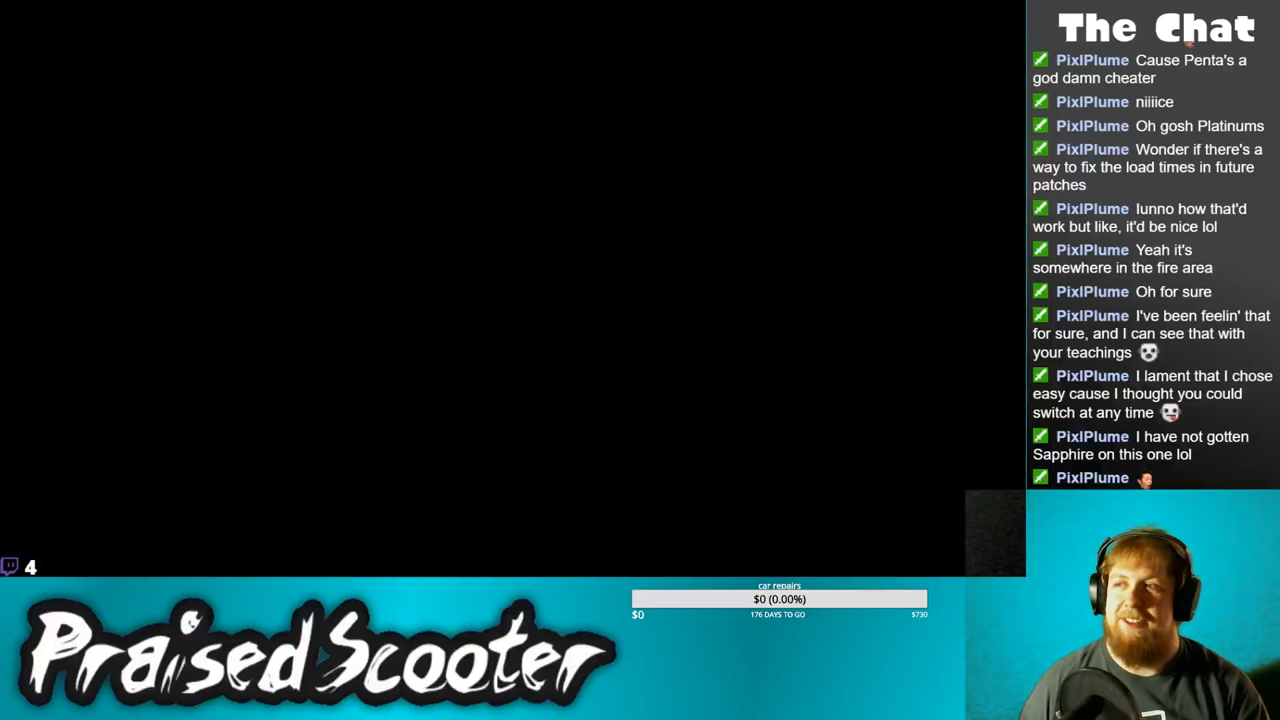 The Chat
PixlPlume Cause Penta's a
god damn cheater
PixlPlume niiiice
PixlPlume Oh gosh Platinums
PixlPlume Wonder if there's a
way to fix the load times in future
patches
PixlPlume Iunno how that'd
work but like, it'd be nice lol
PixlPlume Yeah it's
somewhere in the fire area
PixlPlume Oh for sure
PixlPlume I've been feelin' that
for sure, and I can see that with
your teachings
PixlPlume I lament that I chose
easy cause I thought you could
switch at any time
PixlPlume I have not gotten
Sapphire on this one lol
PixlPlume
4
car repairs
$0 (0.00%)
$0 176 DAYS TO GO $730
PraisedScooter